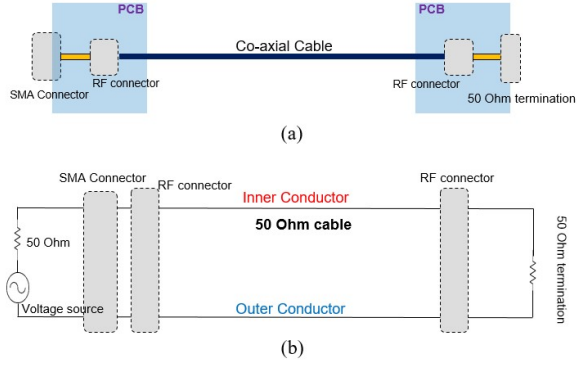 PCB
PCB
Co-axial Cable
SMA Connector
RF connector
RF connector
50 Ohm termination
(a)
SMA Connector
RF connector
RF connector
Inner Conductor
50 Ohm cable
50 Ohm
50 Ohm termination
Voltage source
Outer Conductor
(b)